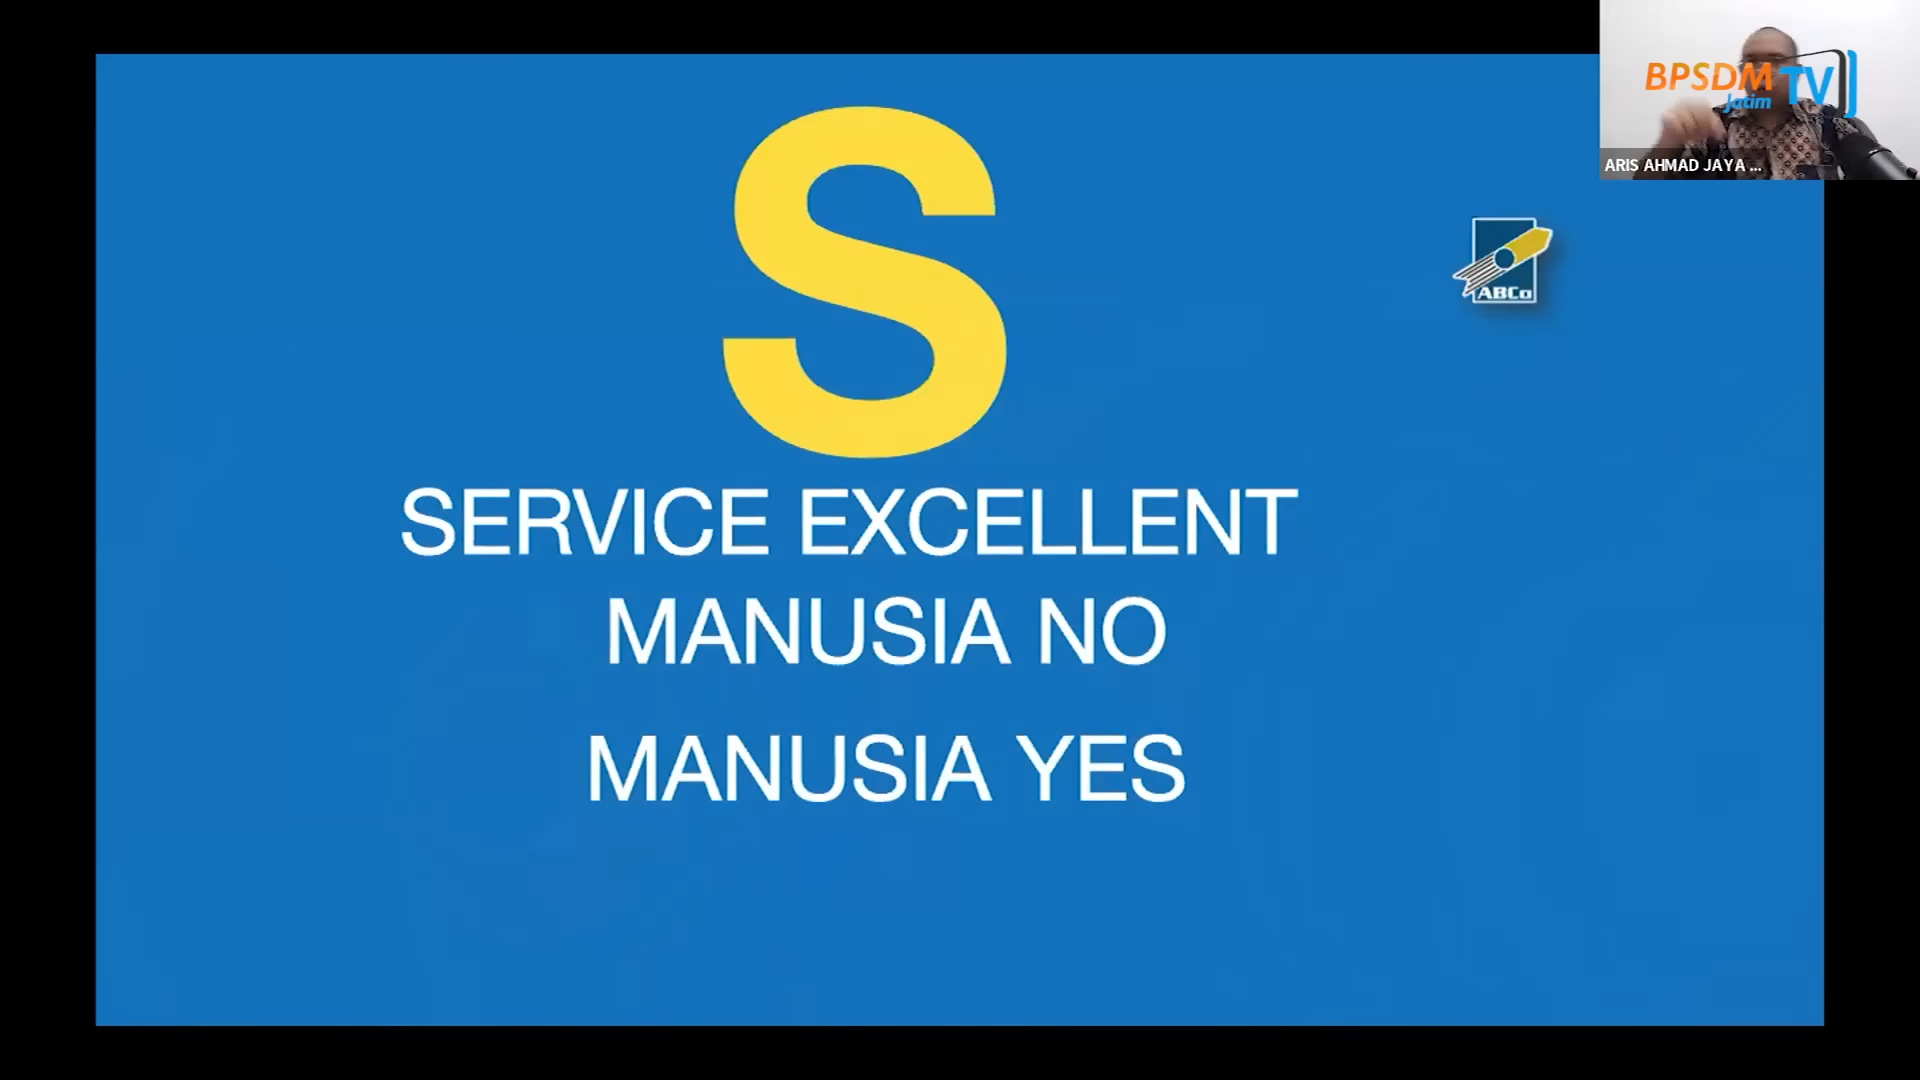 S
SERVICE EXCELLENT
MANUSIA NO
MANUSIA YES
ABCo
BPSDM TV
Jatim
ARIS AHMAD JAYA ...